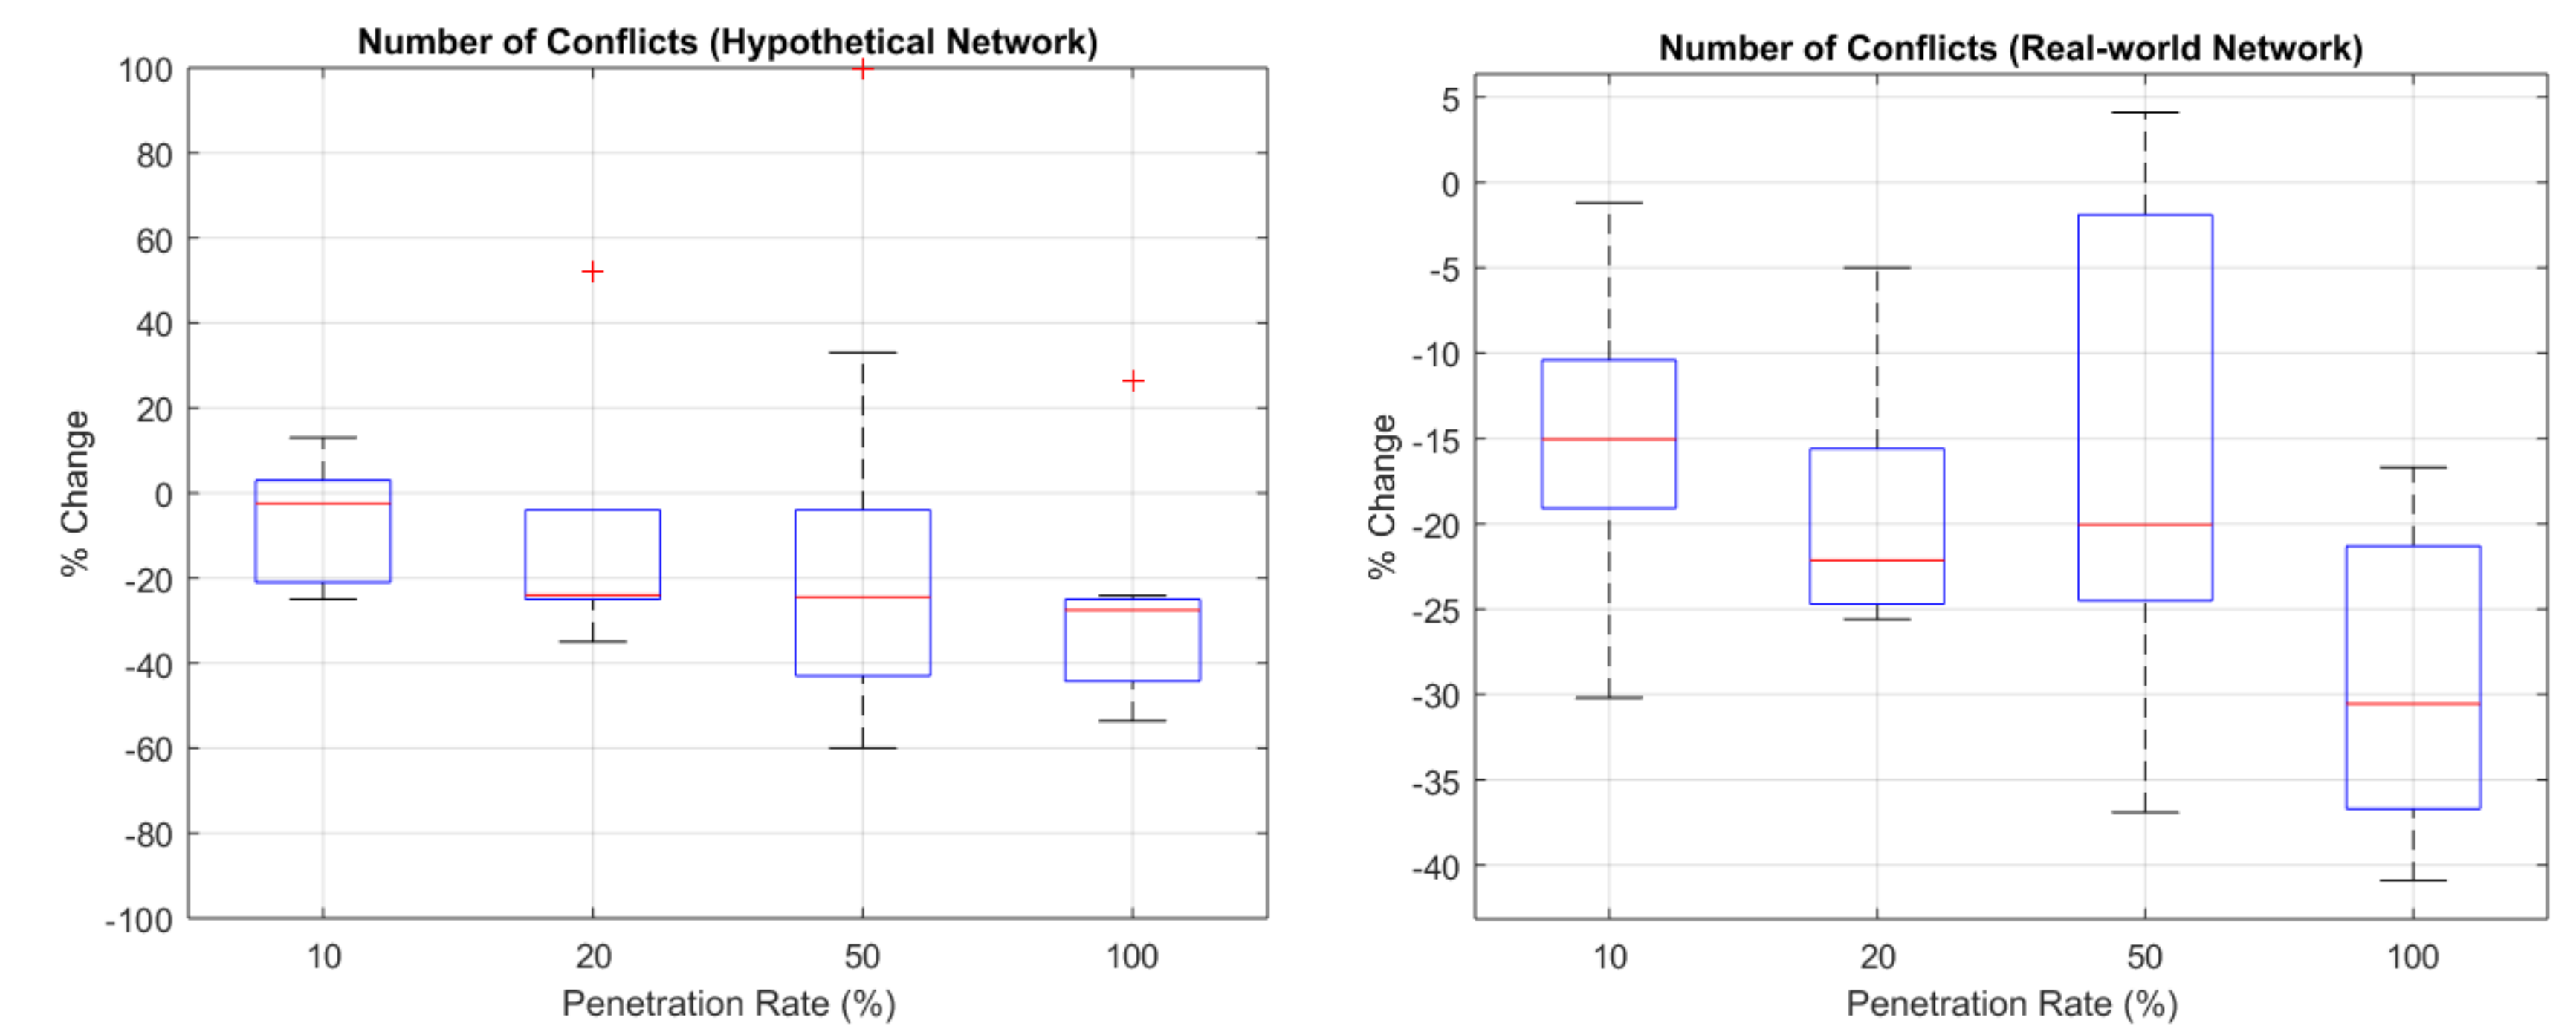 Number of Conflicts (Hypothetical Network)
100
80
60
40
20
0
-20
-40
-60
-80
-100
% Change
10 20 50 100
Penetration Rate (%)
Number of Conflicts (Real-world Network)
5
0
-5
-10
-15
-20
-25
-30
-35
-40
% Change
10 20 50 100
Penetration Rate (%)